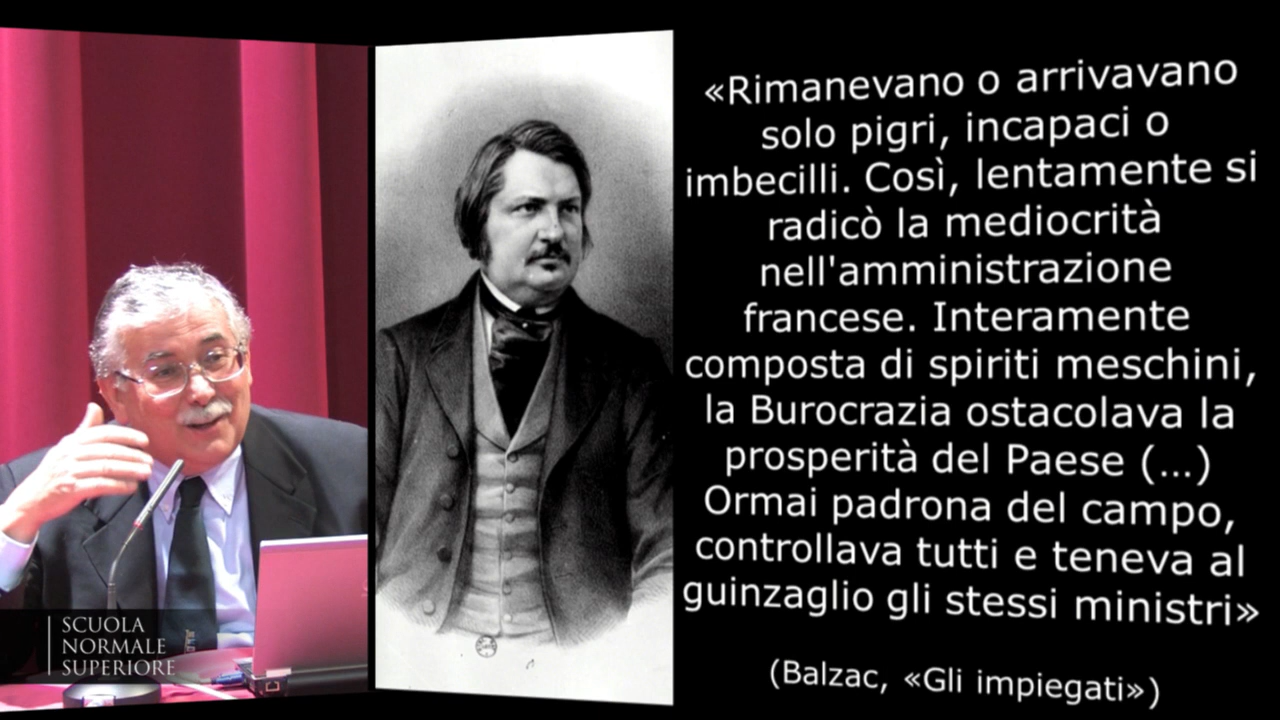 «Rimanevano o arrivavano
solo pigri, incapaci o
imbecilli. Così, lentamente si
radicò la mediocrità
nell'amministrazione
francese. Interamente
composta di spiriti meschini,
la Burocrazia ostacolava la
prosperità del Paese (...)
Ormai padrona del campo,
controllava tutti e teneva al
guinzaglio gli stessi ministri»
(Balzac, «Gli impiegati»)
SCUOLA
NORMALE
SUPERIORE